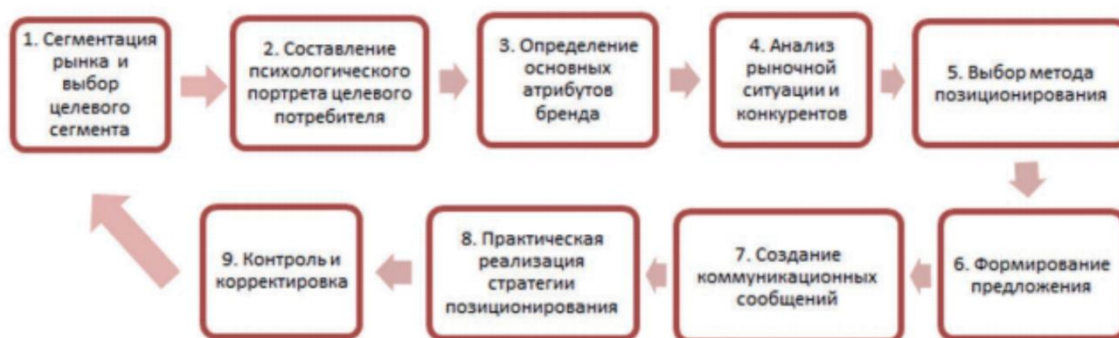 1. Сегментация
рынка и
выбор
целевого
сегмента
2. Составление
психологического
портрета целевого
потребителя
3. Определение
основных
атрибутов
бренда
4. Анализ
рыночной
ситуации и
конкурентов
5. Выбор метода
позиционирования
6. Формирование
предложения
7. Создание
коммуникационных
сообщений
8. Практическая
реализация
стратегии
позиционирования
9. Контроль и
корректировка